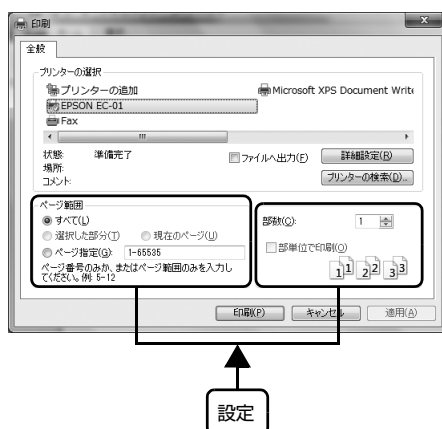 印刷
全般
プリンターの選択
プリンターの追加
Microsoft XPS Document Write
EPSON EC-01
Fax
状態: 準備完了
場所:
コメント:
ファイルへ出力(F)
詳細設定(R)
プリンターの検索(D)...
ページ範囲
すべて(L)
選択した部分(T) 現在のページ(U)
ページ指定(G): 1-65535
ページ番号のみか、またはページ範囲のみを入力し
てください。例: 5-12
部数(C): 1
部単位で印刷(O)
1 1 2 2 3 3
印刷(P) キャンセル 適用(A)
設定